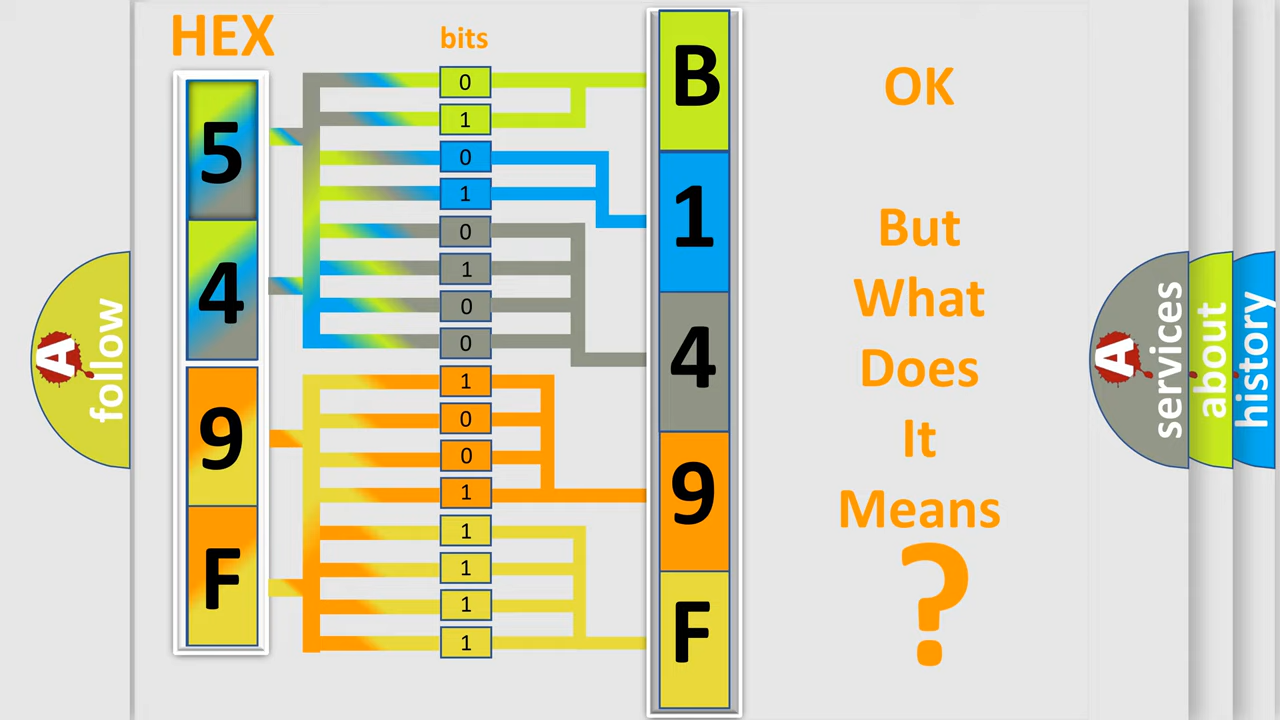 HEX
bits
5
4
9
F
0
1
0
1
0
1
0
0
1
0
0
1
1
1
1
1
B
1
4
9
F
OK
But
What
Does
It
Means
?
A
follow
A
services
about
history